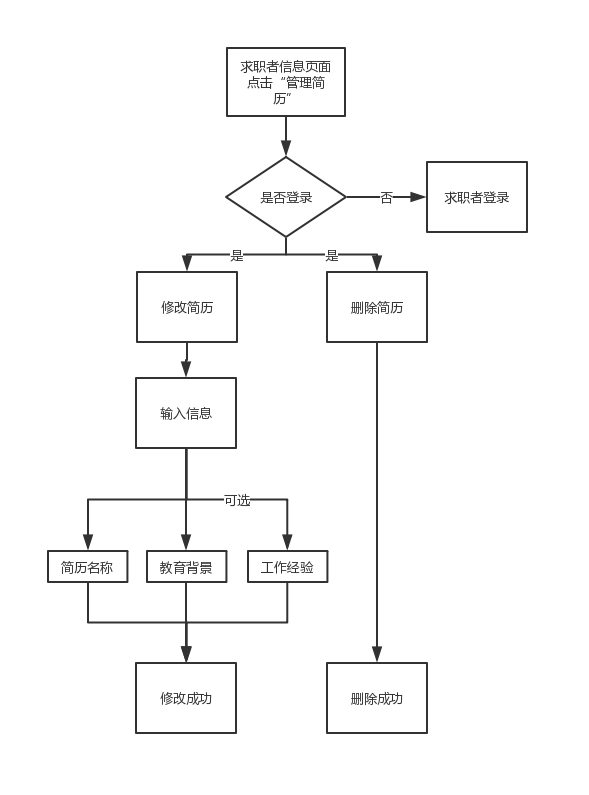 求职者信息页面
点击“管理简
历”
是否登录
否
求职者登录
是
是
修改简历
删除简历
输入信息
可选
简历名称
教育背景
工作经验
修改成功
删除成功